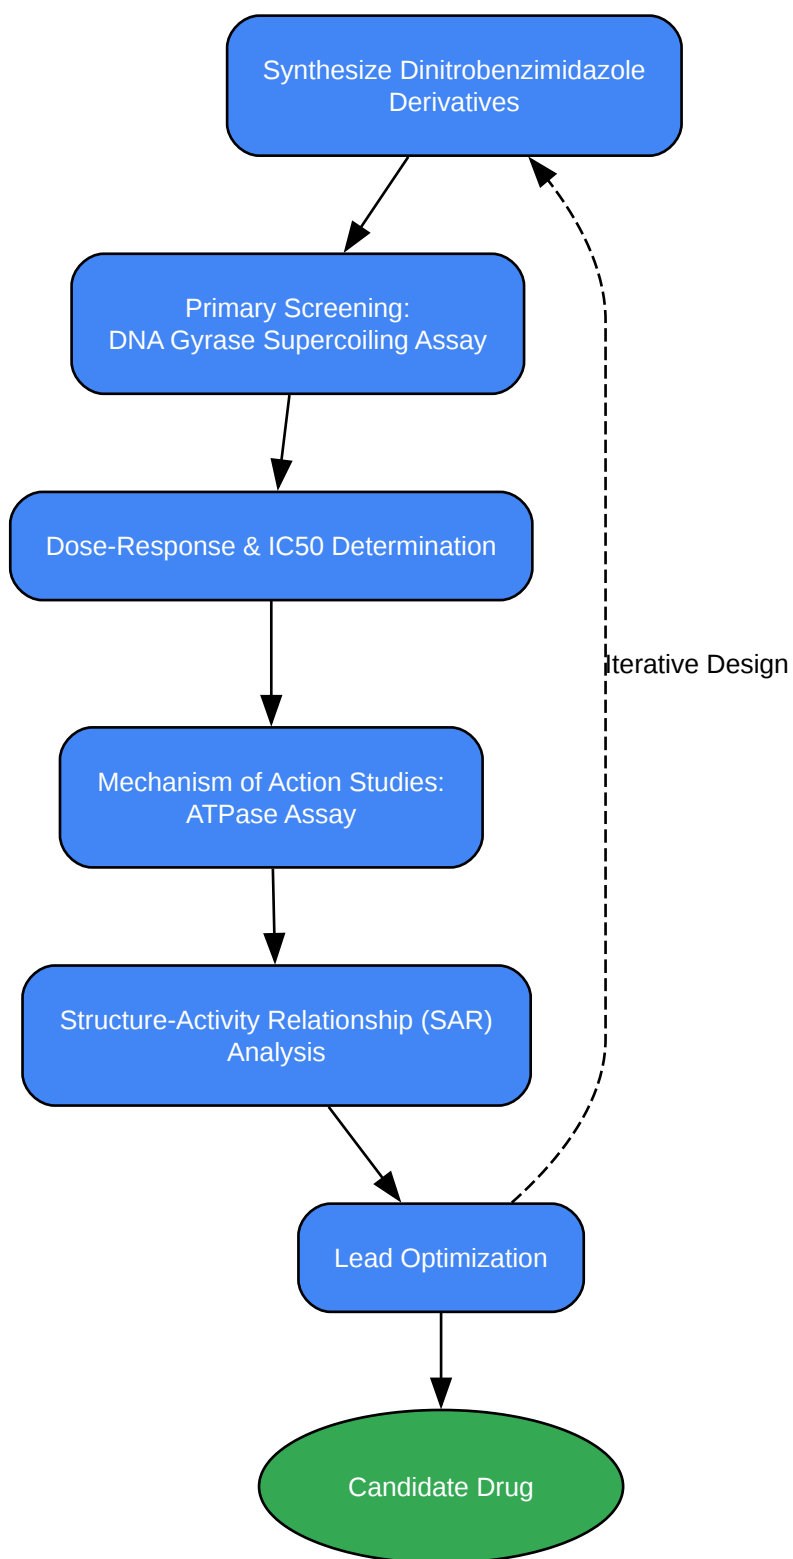 Synthesize Dinitrobenzimidazole
Derivatives
Primary Screening:
DNA Gyrase Supercoiling Assay
Dose-Response & IC50 Determination
Iterative Design
Mechanism of Action Studies:
ATPase Assay
Structure-Activity Relationship (SAR)
Analysis
Lead Optimization
Candidate Drug